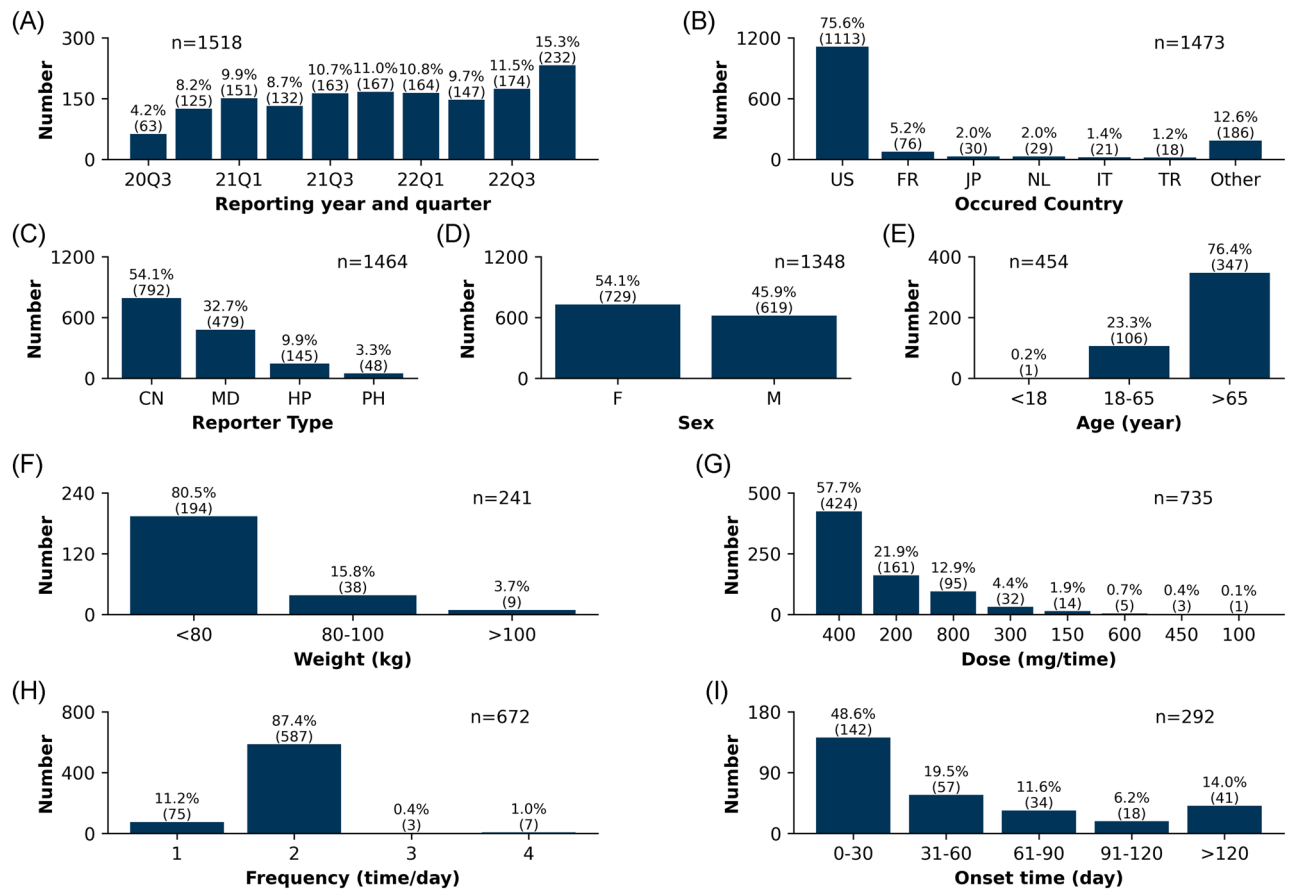 (A)
n=1518
300
150
0
Number
4.2%
(63)
8.2%
(125)
9.9%
(151)
8.7%
(132)
10.7%
(163)
11.0%
(167)
10.8%
(164)
9.7%
(147)
11.5%
(174)
15.3%
(232)
20Q3 21Q1 21Q3 22Q1 22Q3
Reporting year and quarter
(B)
n=1473
1200
600
0
Number
75.6%
(1113)
5.2%
(76)
2.0%
(30)
2.0%
(29)
1.4%
(21)
1.2%
(18)
12.6%
(186)
US FR JP NL IT TR Other
Occured Country
(C)
n=1464
1200
600
0
Number
54.1%
(792)
32.7%
(479)
9.9%
(145)
3.3%
(48)
CN MD HP PH
Reporter Type
(D)
n=1348
1200
600
0
Number
54.1%
(729)
45.9%
(619)
F M
Sex
(E)
n=454
400
200
0
Number
0.2%
(1)
23.3%
(106)
76.4%
(347)
<18 18-65 >65
Age (year)
(F)
n=241
240
120
0
Number
80.5%
(194)
15.8%
(38)
3.7%
(9)
<80 80-100 >100
Weight (kg)
(G)
n=735
500
250
0
Number
57.7%
(424)
21.9%
(161)
12.9%
(95)
4.4%
(32)
1.9%
(14)
0.7%
(5)
0.4%
(3)
0.1%
(1)
400 200 800 300 150 600 450 100
Dose (mg/time)
(H)
n=672
800
400
0
Number
11.2%
(75)
87.4%
(587)
0.4%
(3)
1.0%
(7)
1 2 3 4
Frequency (time/day)
(I)
n=292
180
90
0
Number
48.6%
(142)
19.5%
(57)
11.6%
(34)
6.2%
(18)
14.0%
(41)
0-30 31-60 61-90 91-120 >120
Onset time (day)